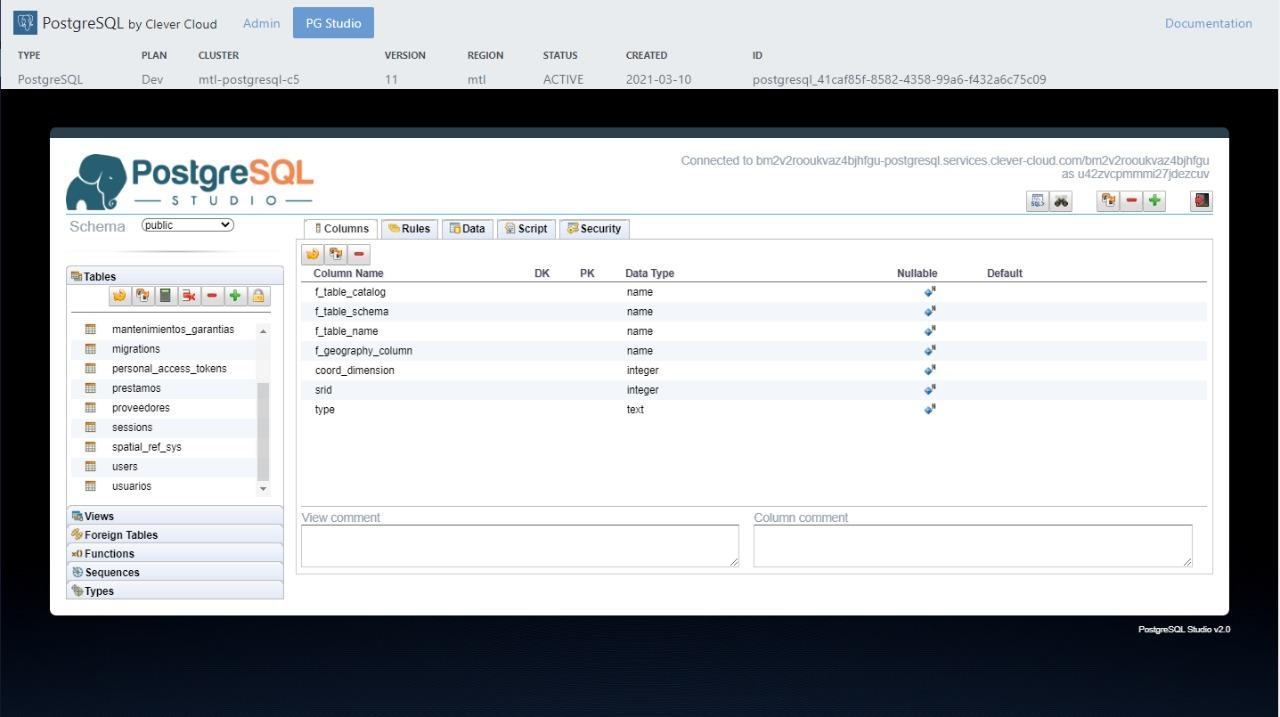 PostgreSQL by Clever Cloud Admin PG Studio Documentation
TYPE PLAN CLUSTER VERSION REGION STATUS CREATED ID
PostgreSQL Dev mtl-postgresql-c5 11 mtl ACTIVE 2021-03-10 postgresql_41caf85f-8582-4358-99a6-f432a6c75c09
PostgreSQL
STUDIO
Connected to bm2v2rooukvaz4bjhfgu-postgresql.services.clever-cloud.com/bm2v2rooukvaz4bjhfgu
as u42zvcpmmmi27jdezcuv
Schema public
Tables
mantenimientos_garantias
migrations
personal_access_tokens
prestamos
proveedores
sessions
spatial_ref_sys
users
usuarios
Views
Foreign Tables
Functions
Sequences
Types
Columns Rules Data Script Security
Column Name DK PK Data Type Nullable Default
f_table_catalog name
f_table_schema name
f_table_name name
f_geography_column name
coord_dimension integer
srid integer
type text
View comment Column comment
PostgreSQL Studio v2.0